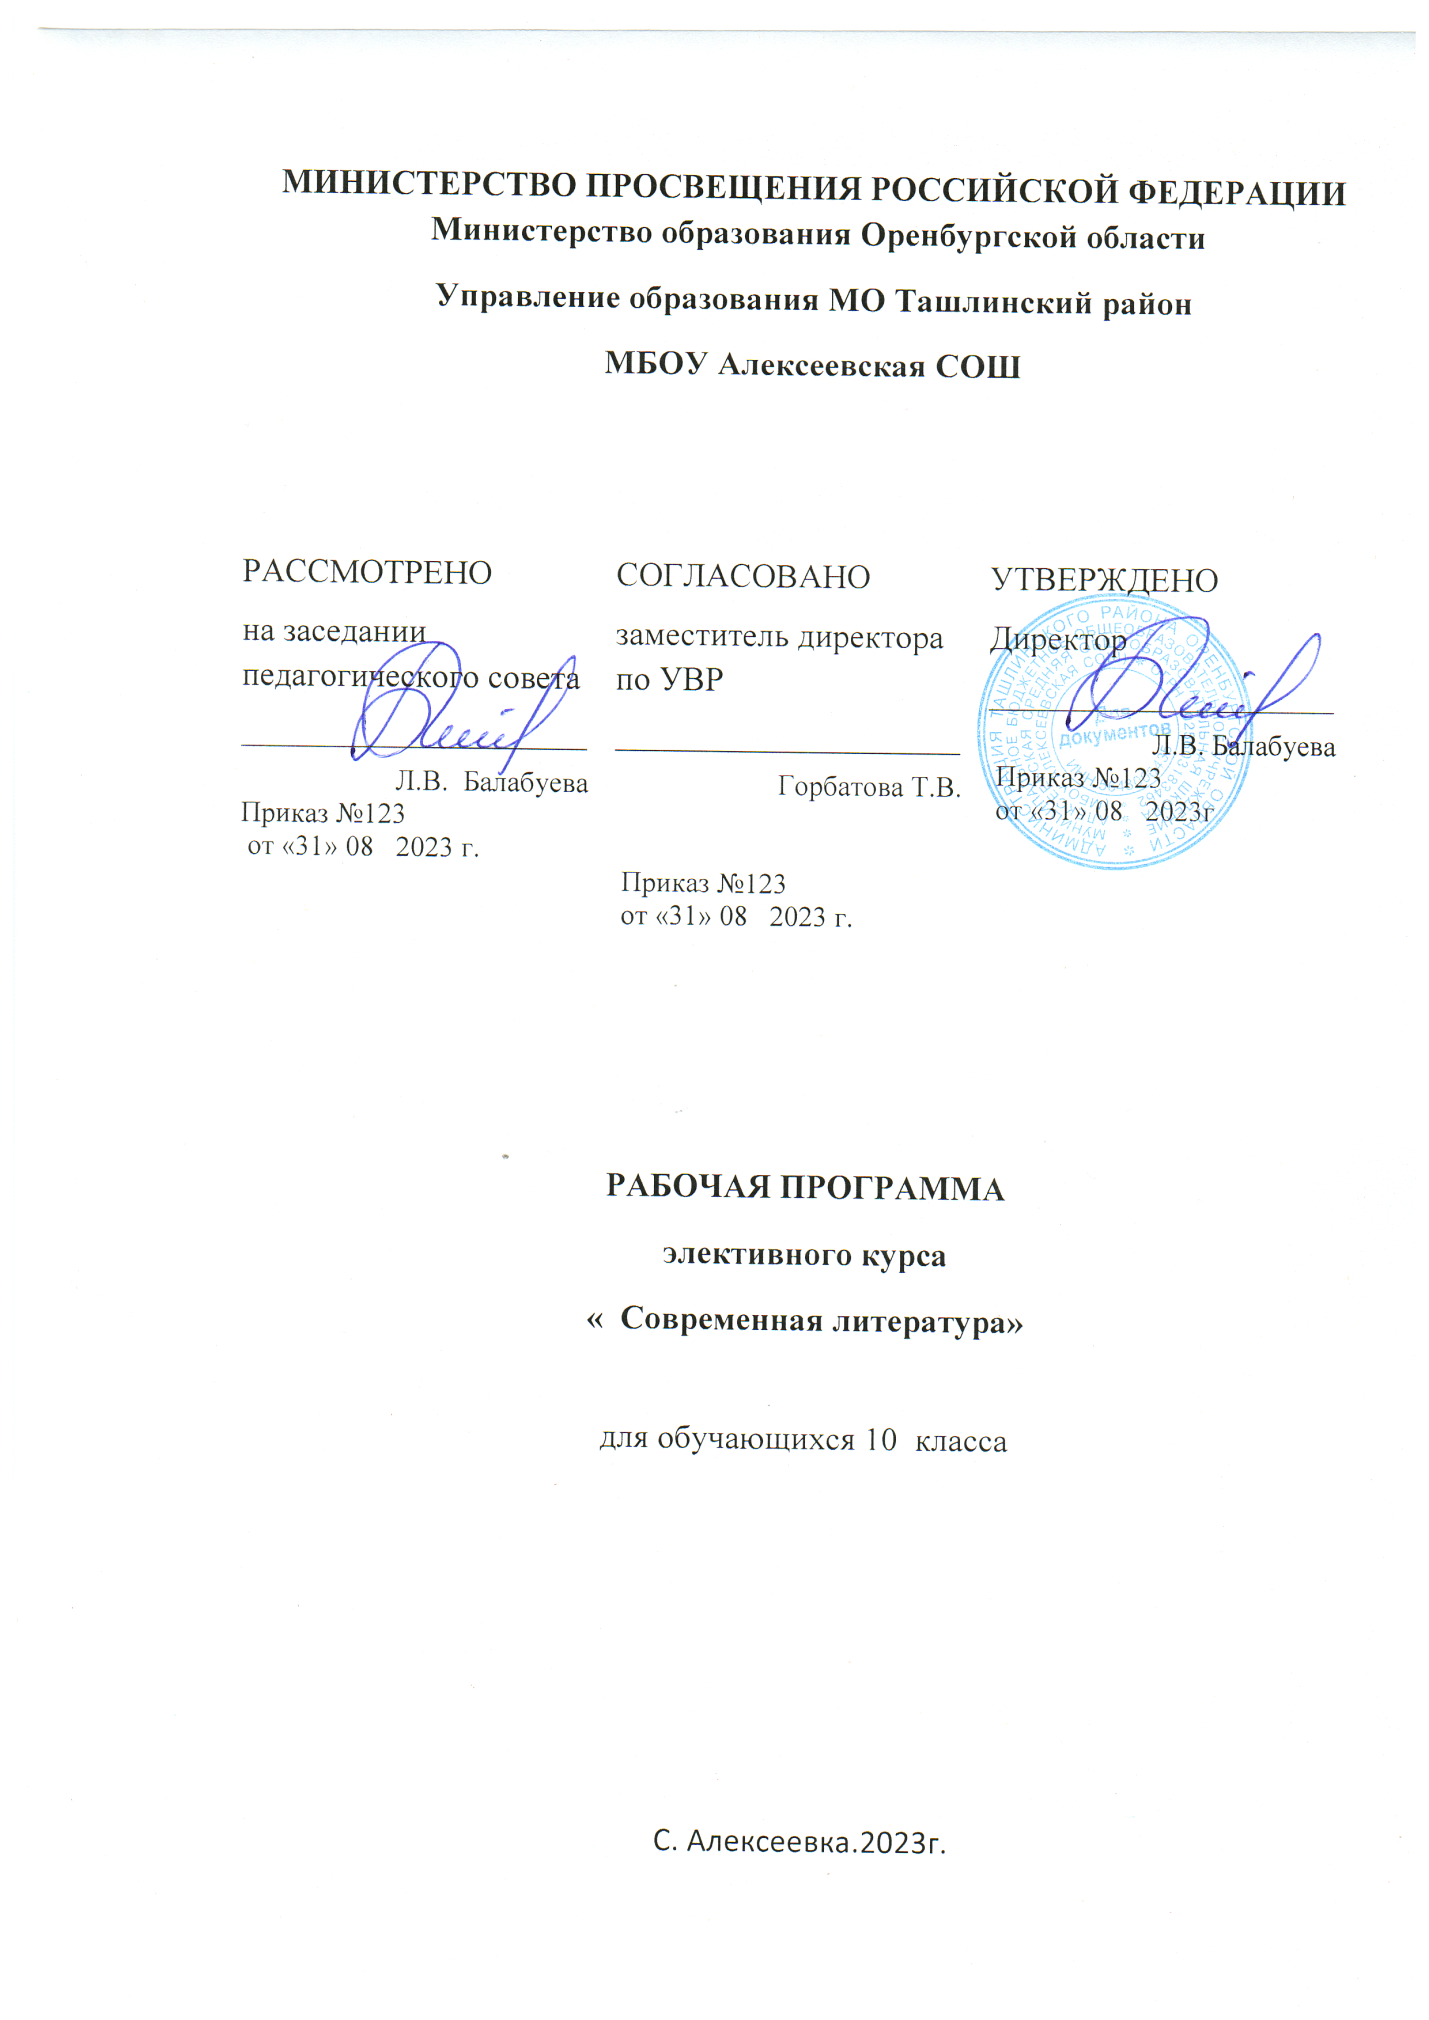 МИНИСТЕРСТВО ПРОСВЕЩЕНИЯ РОССИЙСКОЙ ФЕДЕРАЦИИ
Министерство образования Оренбургской области
Управление образования МО Ташлинский район
МБОУ Алексеевская СОШ
РАССМОТРЕНО
на заседании
педагогического совета
Л.В.  Балабуева
Приказ №123
от «31» 08   2023 г.
СОГЛАСОВАНО
заместитель директора
по УВР
Горбатова Т.В.
Приказ №123
от «31» 08   2023 г.
УТВЕРЖДЕНО
Директор
Л.В. Балабуева
Приказ №123
от «31» 08   2023г
документов
РАБОЧАЯ ПРОГРАММА
элективного курса
«  Современная литература»
для обучающихся 10  класса
С. Алексеевка.2023г.